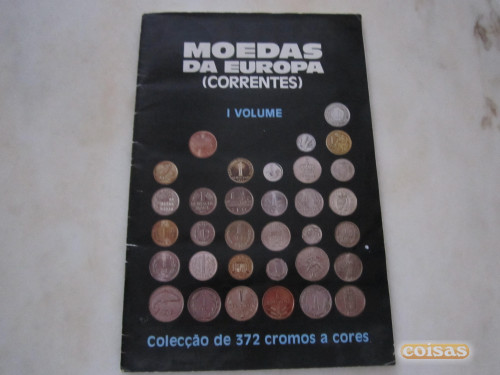 MOEDAS
DA EUROPA
(CORRENTES)
I VOLUME
Colecção de 372 cromos a cores
coisas